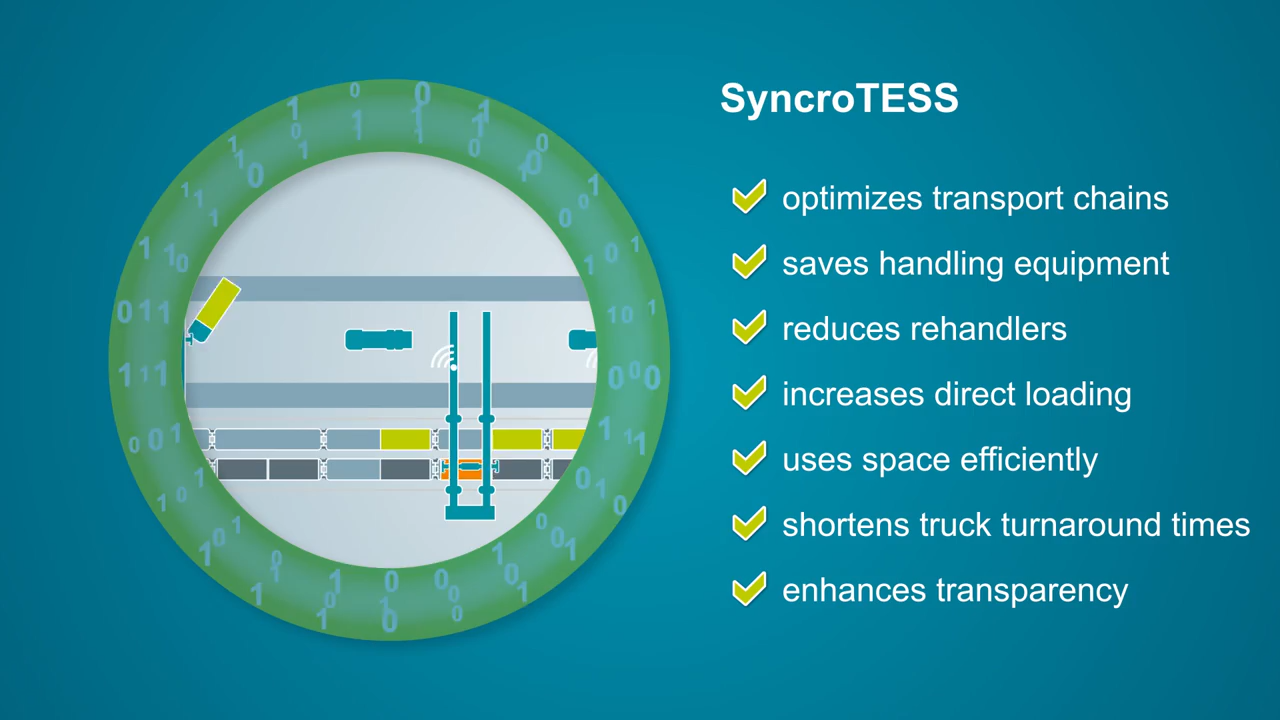 SyncroTESS
optimizes transport chains
saves handling equipment
reduces rehandlers
increases direct loading
uses space efficiently
shortens truck turnaround times
enhances transparency